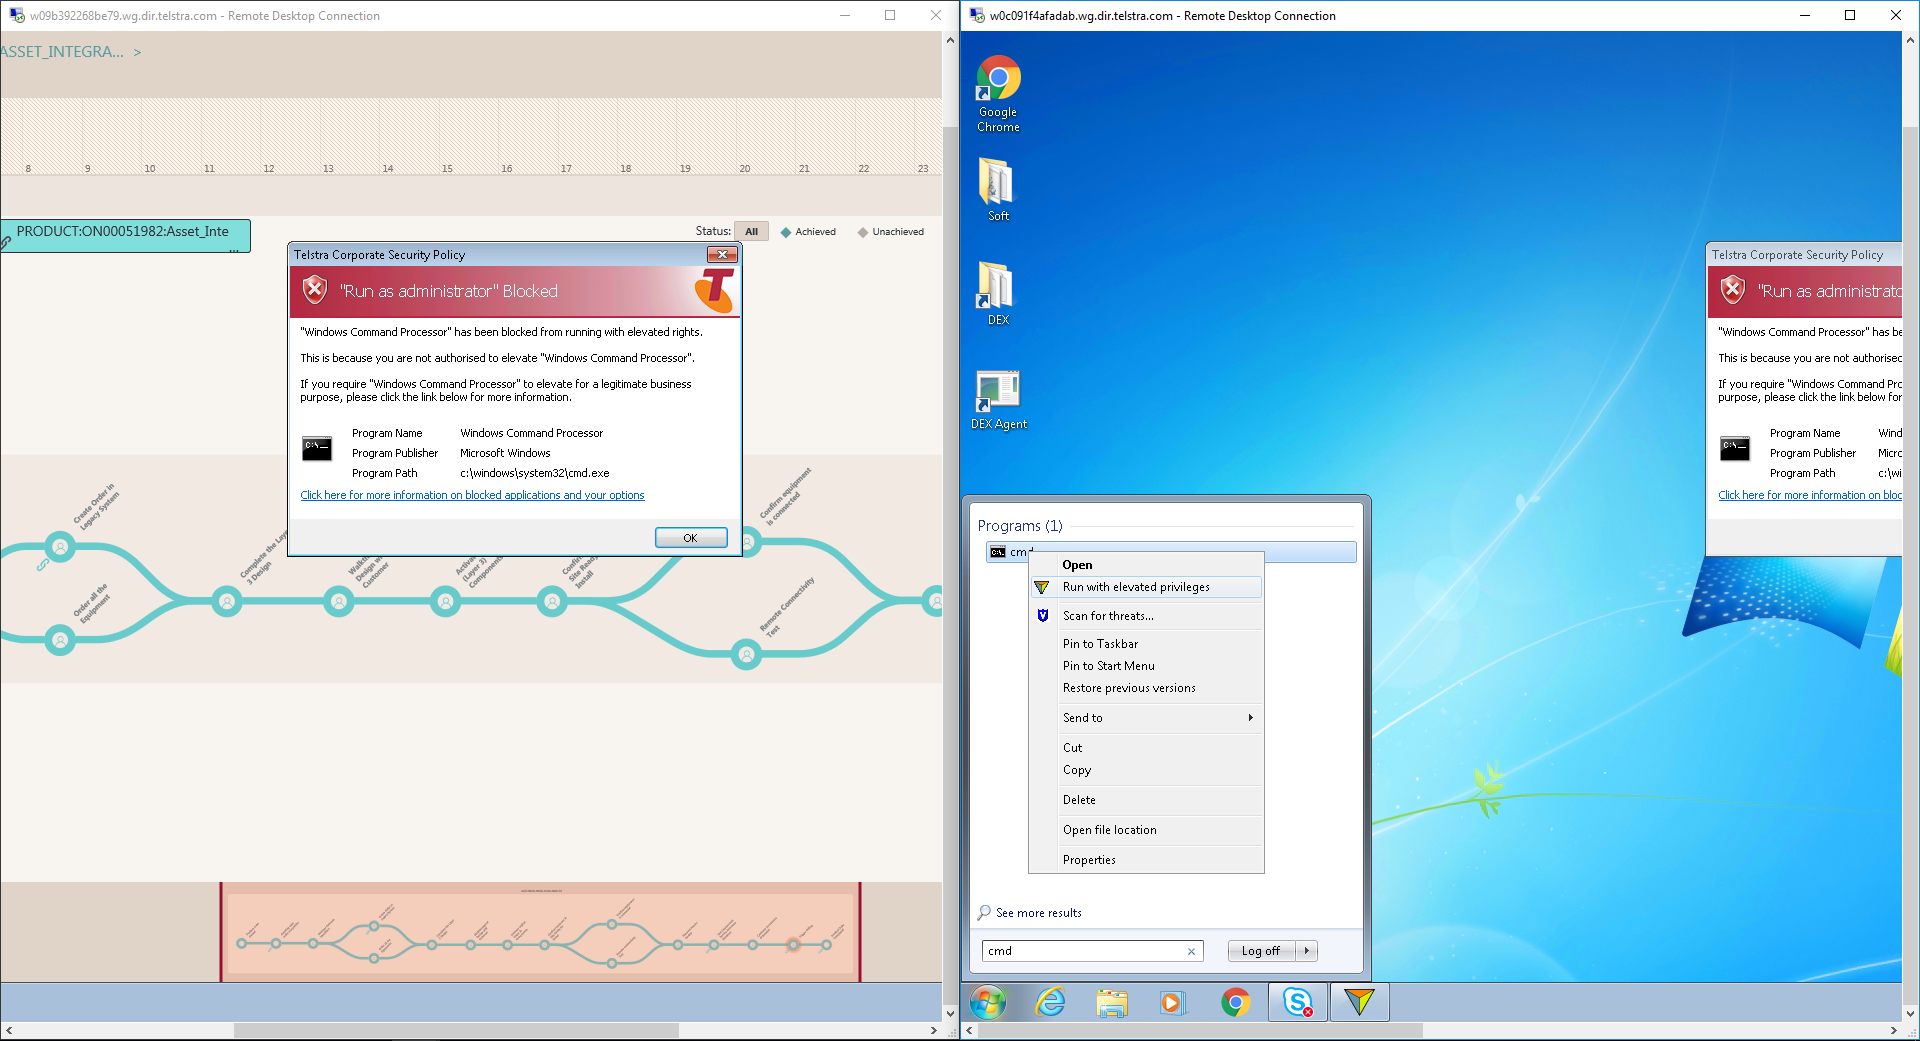 w09b392268be79.wg.dir.telstra.com - Remote Desktop Connection
ASSET_INTEGRA... >
8 9 10 11 12 13 14 15 16 17 18 19 20 21 22 23
PRODUCT:ON00051982:Asset_Inte
...
Status: All Achieved Unachieved
Telstra Corporate Security Policy
"Run as administrator" Blocked
"Windows Command Processor" has been blocked from running with elevated rights.
This is because you are not authorised to elevate "Windows Command Processor".
If you require "Windows Command Processor" to elevate for a legitimate business
purpose, please click the link below for more information.
C:\
Program Name Windows Command Processor
Program Publisher Microsoft Windows
Program Path c:\windows\system32\cmd.exe
Click here for more information on blocked applications and your options
OK
Create Order in
Legacy System
Order all the
Equipment
Complete the Laye
3 Design
Walkth
Design w
Customer
Activa
(Layer 3)
Components
Confir
Site Ready
Install
Confirm equipment
is connected
Remote Connectivity
Test
w0c091f4afadab.wg.dir.telstra.com - Remote Desktop Connection
Google
Chrome
Soft
DEX
DEX Agent
Telstra Corporate Security Policy
"Run as administrato
"Windows Command Processor" has be
This is because you are not authorised
If you require "Windows Command Proc
purpose, please click the link below for
C:\
Program Name Wind
Program Publisher Micro
Program Path c:\wi
Click here for more information on bloc
Programs (1)
cmd
Open
Run with elevated privileges
Scan for threats...
Pin to Taskbar
Pin to Start Menu
Restore previous versions
Send to
Cut
Copy
Delete
Open file location
Properties
See more results
cmd
Log off